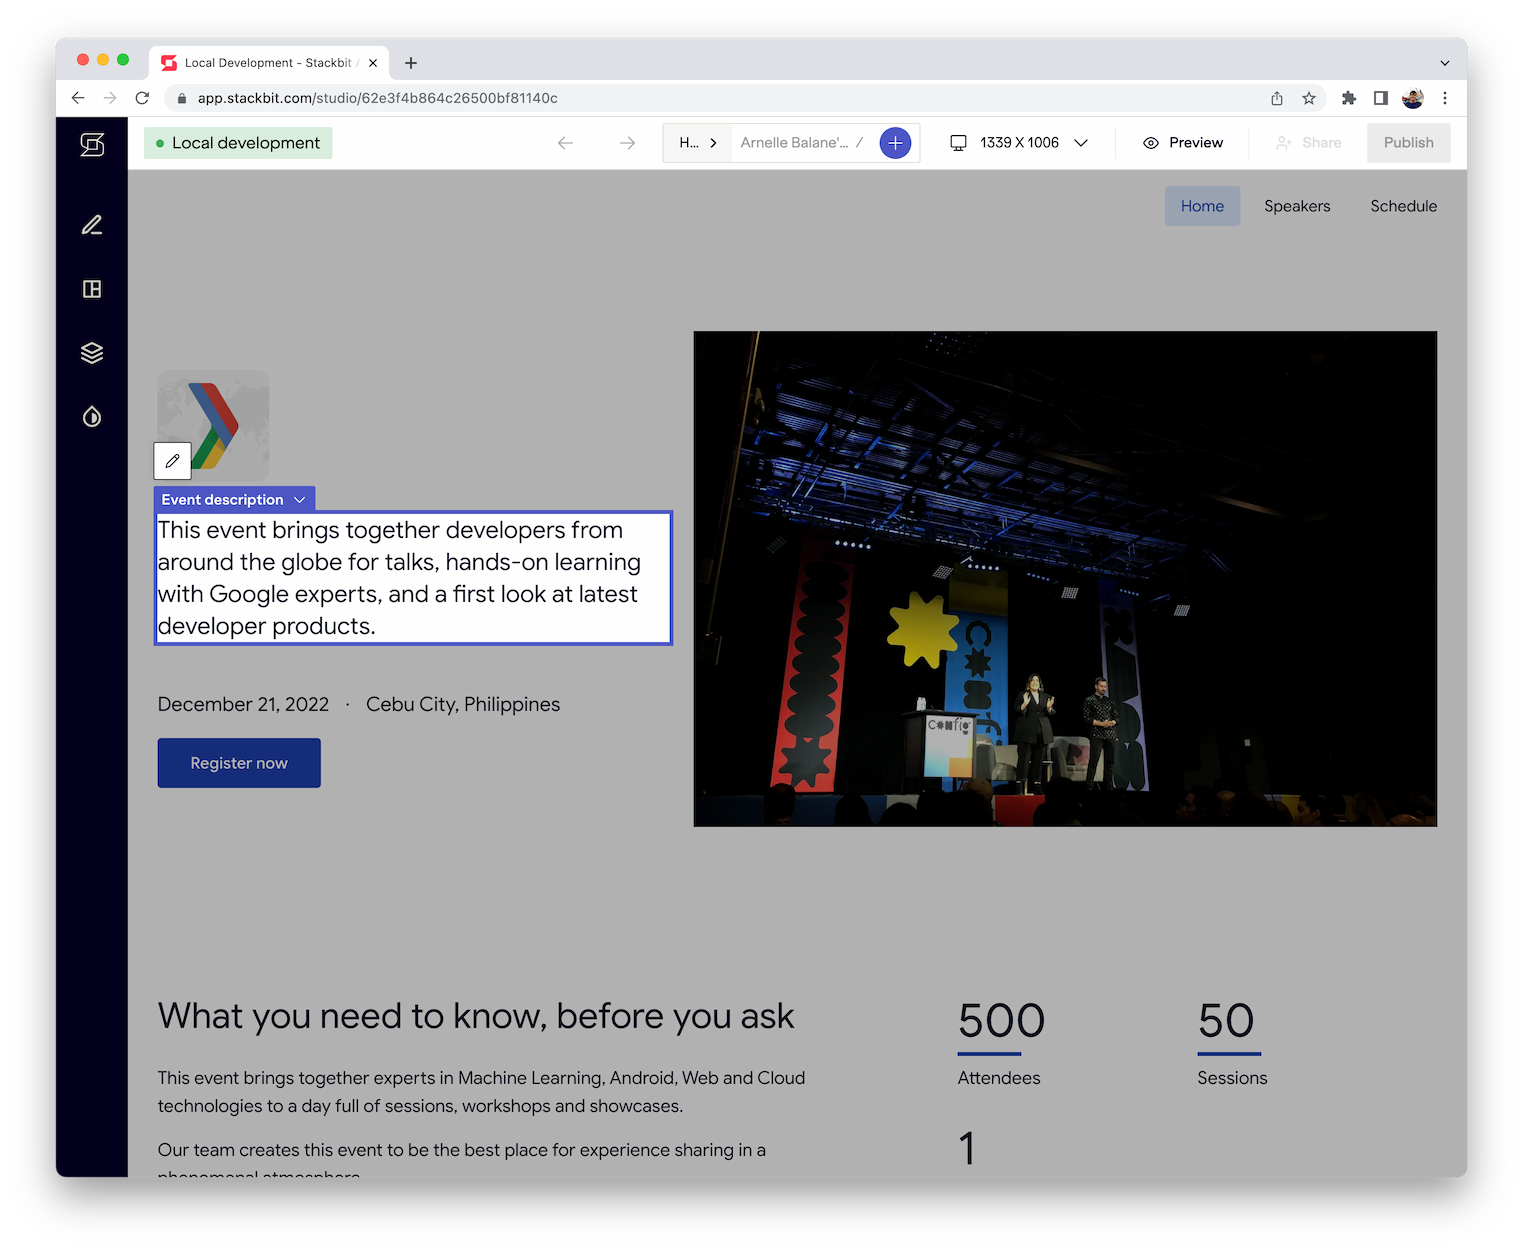 Local Development - Stackbit
app.stackbit.com/studio/62e3f4b864c26500bf81140c
Local development
H...
Arnelle Balane'... /
1339 X 1006
Preview
Share
Publish
Home
Speakers
Schedule
Event description
This event brings together developers from
around the globe for talks, hands-on learning
with Google experts, and a first look at latest
developer products.
December 21, 2022 · Cebu City, Philippines
Register now
Config
What you need to know, before you ask
This event brings together experts in Machine Learning, Android, Web and Cloud
technologies to a day full of sessions, workshops and showcases.
Our team creates this event to be the best place for experience sharing in a
phenomenal atmosphere
500
Attendees
50
Sessions
1